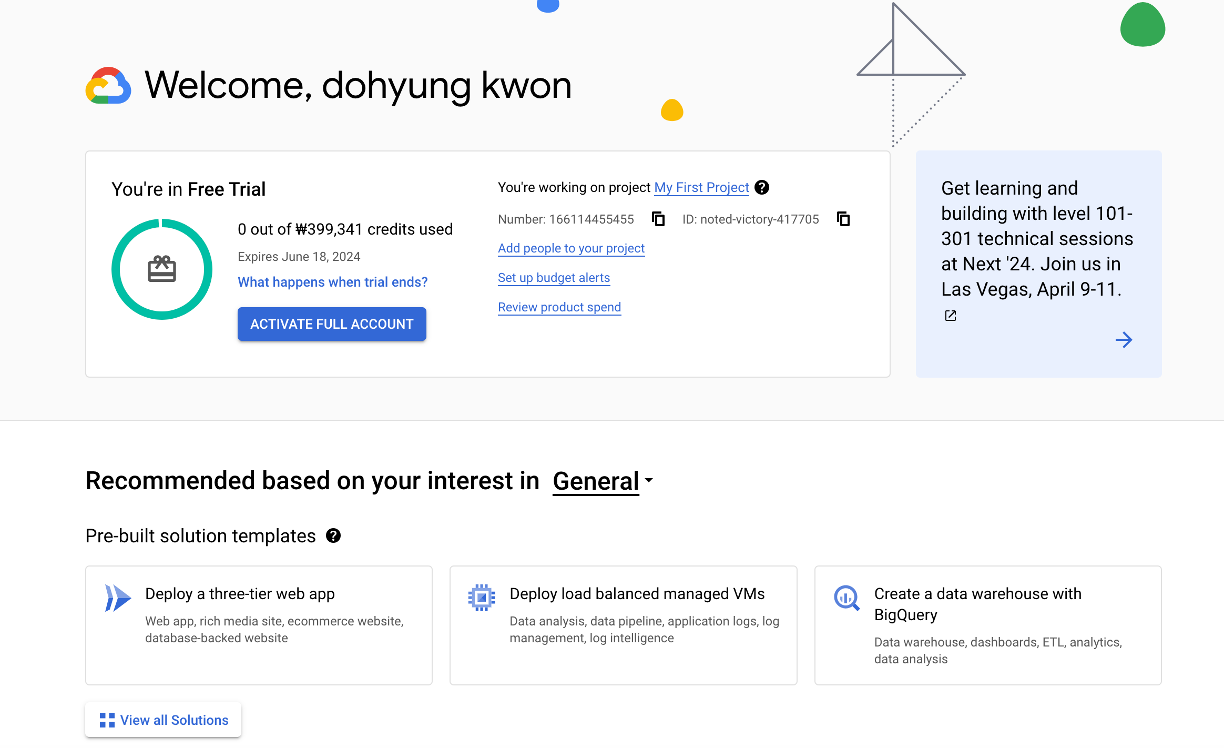 Welcome, dohyung kwon
You're in Free Trial
0 out of ₩399,341 credits used
Expires June 18, 2024
What happens when trial ends?
ACTIVATE FULL ACCOUNT
You're working on project My First Project
Number: 166114455455 ID: noted-victory-417705
Add people to your project
Set up budget alerts
Review product spend
Get learning and
building with level 101-
301 technical sessions
at Next '24. Join us in
Las Vegas, April 9-11.
Recommended based on your interest in General
Pre-built solution templates
Deploy a three-tier web app
Web app, rich media site, ecommerce website,
database-backed website
Deploy load balanced managed VMs
Data analysis, data pipeline, application logs, log
management, log intelligence
Create a data warehouse with
BigQuery
Data warehouse, dashboards, ETL, analytics,
data analysis
View all Solutions